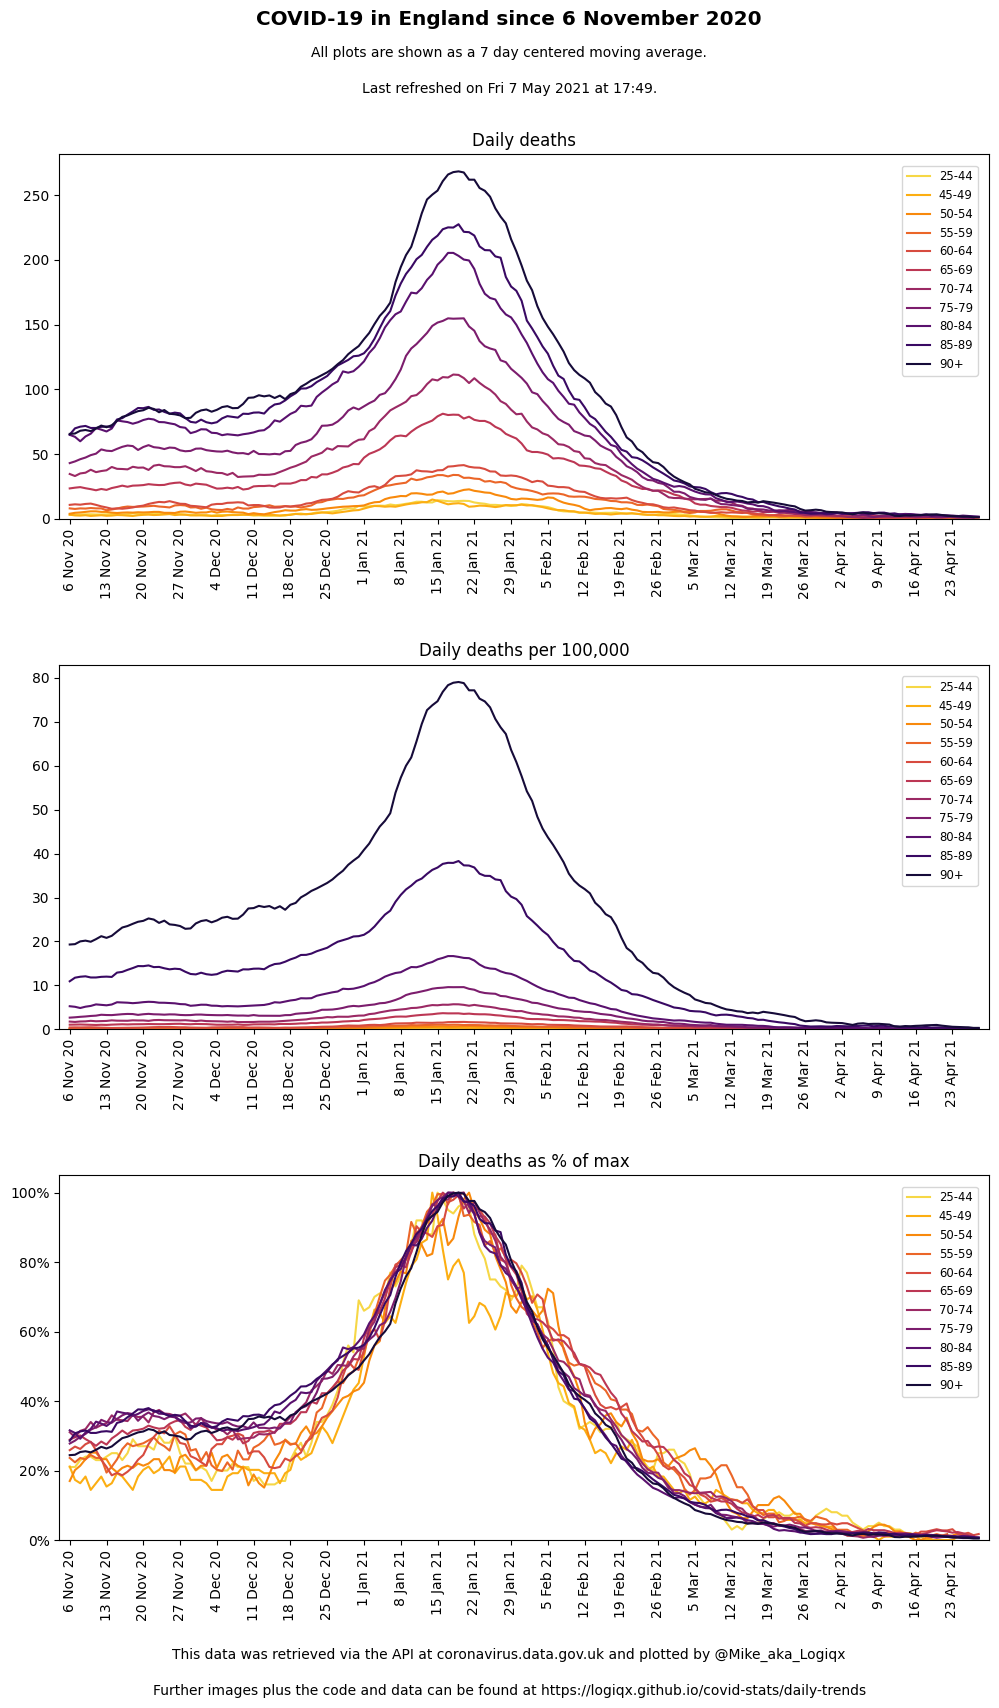 COVID-19 in England since 6 November 2020
All plots are shown as a 7 day centered moving average.
Last refreshed on Fri 7 May 2021 at 17:49.
Daily deaths
250
200
150
100
50
0
25-44
45-49
50-54
55-59
60-64
65-69
70-74
75-79
80-84
85-89
90+
6 Nov 20
13 Nov 20
20 Nov 20
27 Nov 20
4 Dec 20
11 Dec 20
18 Dec 20
25 Dec 20
1 Jan 21
8 Jan 21
15 Jan 21
22 Jan 21
29 Jan 21
5 Feb 21
12 Feb 21
19 Feb 21
26 Feb 21
5 Mar 21
12 Mar 21
19 Mar 21
26 Mar 21
2 Apr 21
9 Apr 21
16 Apr 21
23 Apr 21
Daily deaths per 100,000
80
70
60
50
40
30
20
10
0
25-44
45-49
50-54
55-59
60-64
65-69
70-74
75-79
80-84
85-89
90+
6 Nov 20
13 Nov 20
20 Nov 20
27 Nov 20
4 Dec 20
11 Dec 20
18 Dec 20
25 Dec 20
1 Jan 21
8 Jan 21
15 Jan 21
22 Jan 21
29 Jan 21
5 Feb 21
12 Feb 21
19 Feb 21
26 Feb 21
5 Mar 21
12 Mar 21
19 Mar 21
26 Mar 21
2 Apr 21
9 Apr 21
16 Apr 21
23 Apr 21
Daily deaths as % of max
100%
80%
60%
40%
20%
0%
25-44
45-49
50-54
55-59
60-64
65-69
70-74
75-79
80-84
85-89
90+
6 Nov 20
13 Nov 20
20 Nov 20
27 Nov 20
4 Dec 20
11 Dec 20
18 Dec 20
25 Dec 20
1 Jan 21
8 Jan 21
15 Jan 21
22 Jan 21
29 Jan 21
5 Feb 21
12 Feb 21
19 Feb 21
26 Feb 21
5 Mar 21
12 Mar 21
19 Mar 21
26 Mar 21
2 Apr 21
9 Apr 21
16 Apr 21
23 Apr 21
This data was retrieved via the API at coronavirus.data.gov.uk and plotted by @Mike_aka_Logiqx
Further images plus the code and data can be found at https://logiqx.github.io/covid-stats/daily-trends